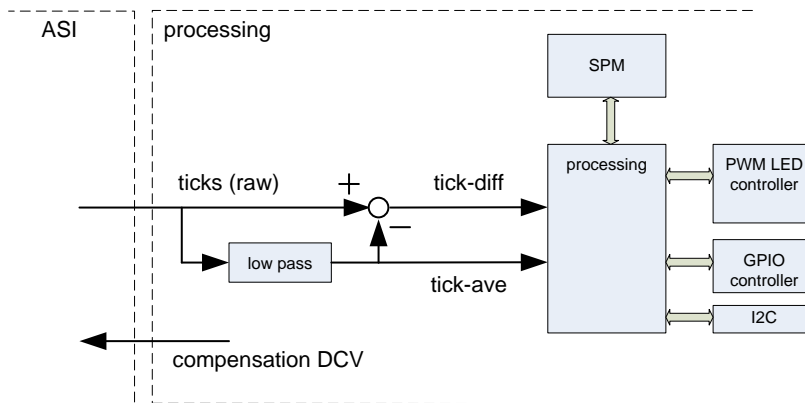 ASI
processing
SPM
processing
PWM LED
controller
ticks (raw)
+
tick-diff
−
low pass
tick-ave
GPIO
controller
I2C
compensation DCV